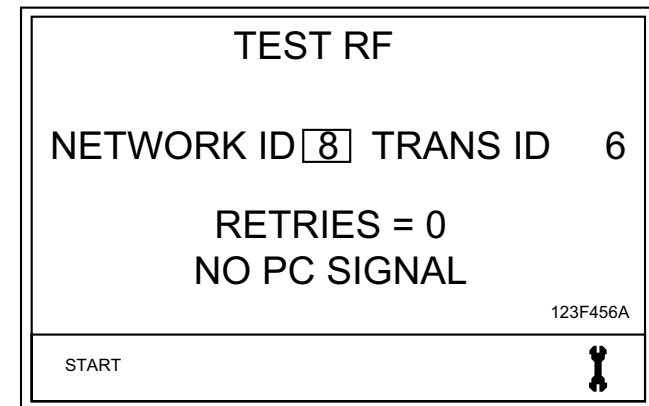 TEST RF
NETWORK ID 8 TRANS ID 6
RETRIES = 0
NO PC SIGNAL
123F456A
START